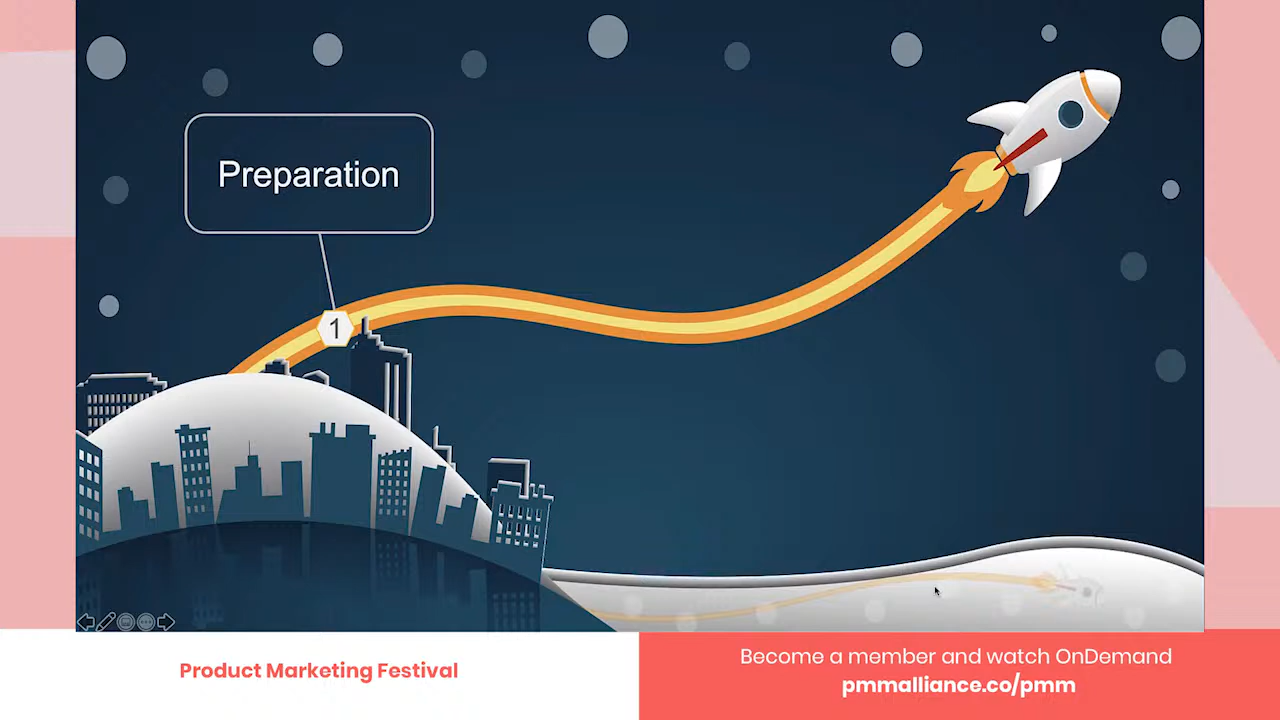 Preparation
1
Product Marketing Festival
Become a member and watch OnDemand
pmmalliance.co/pmm